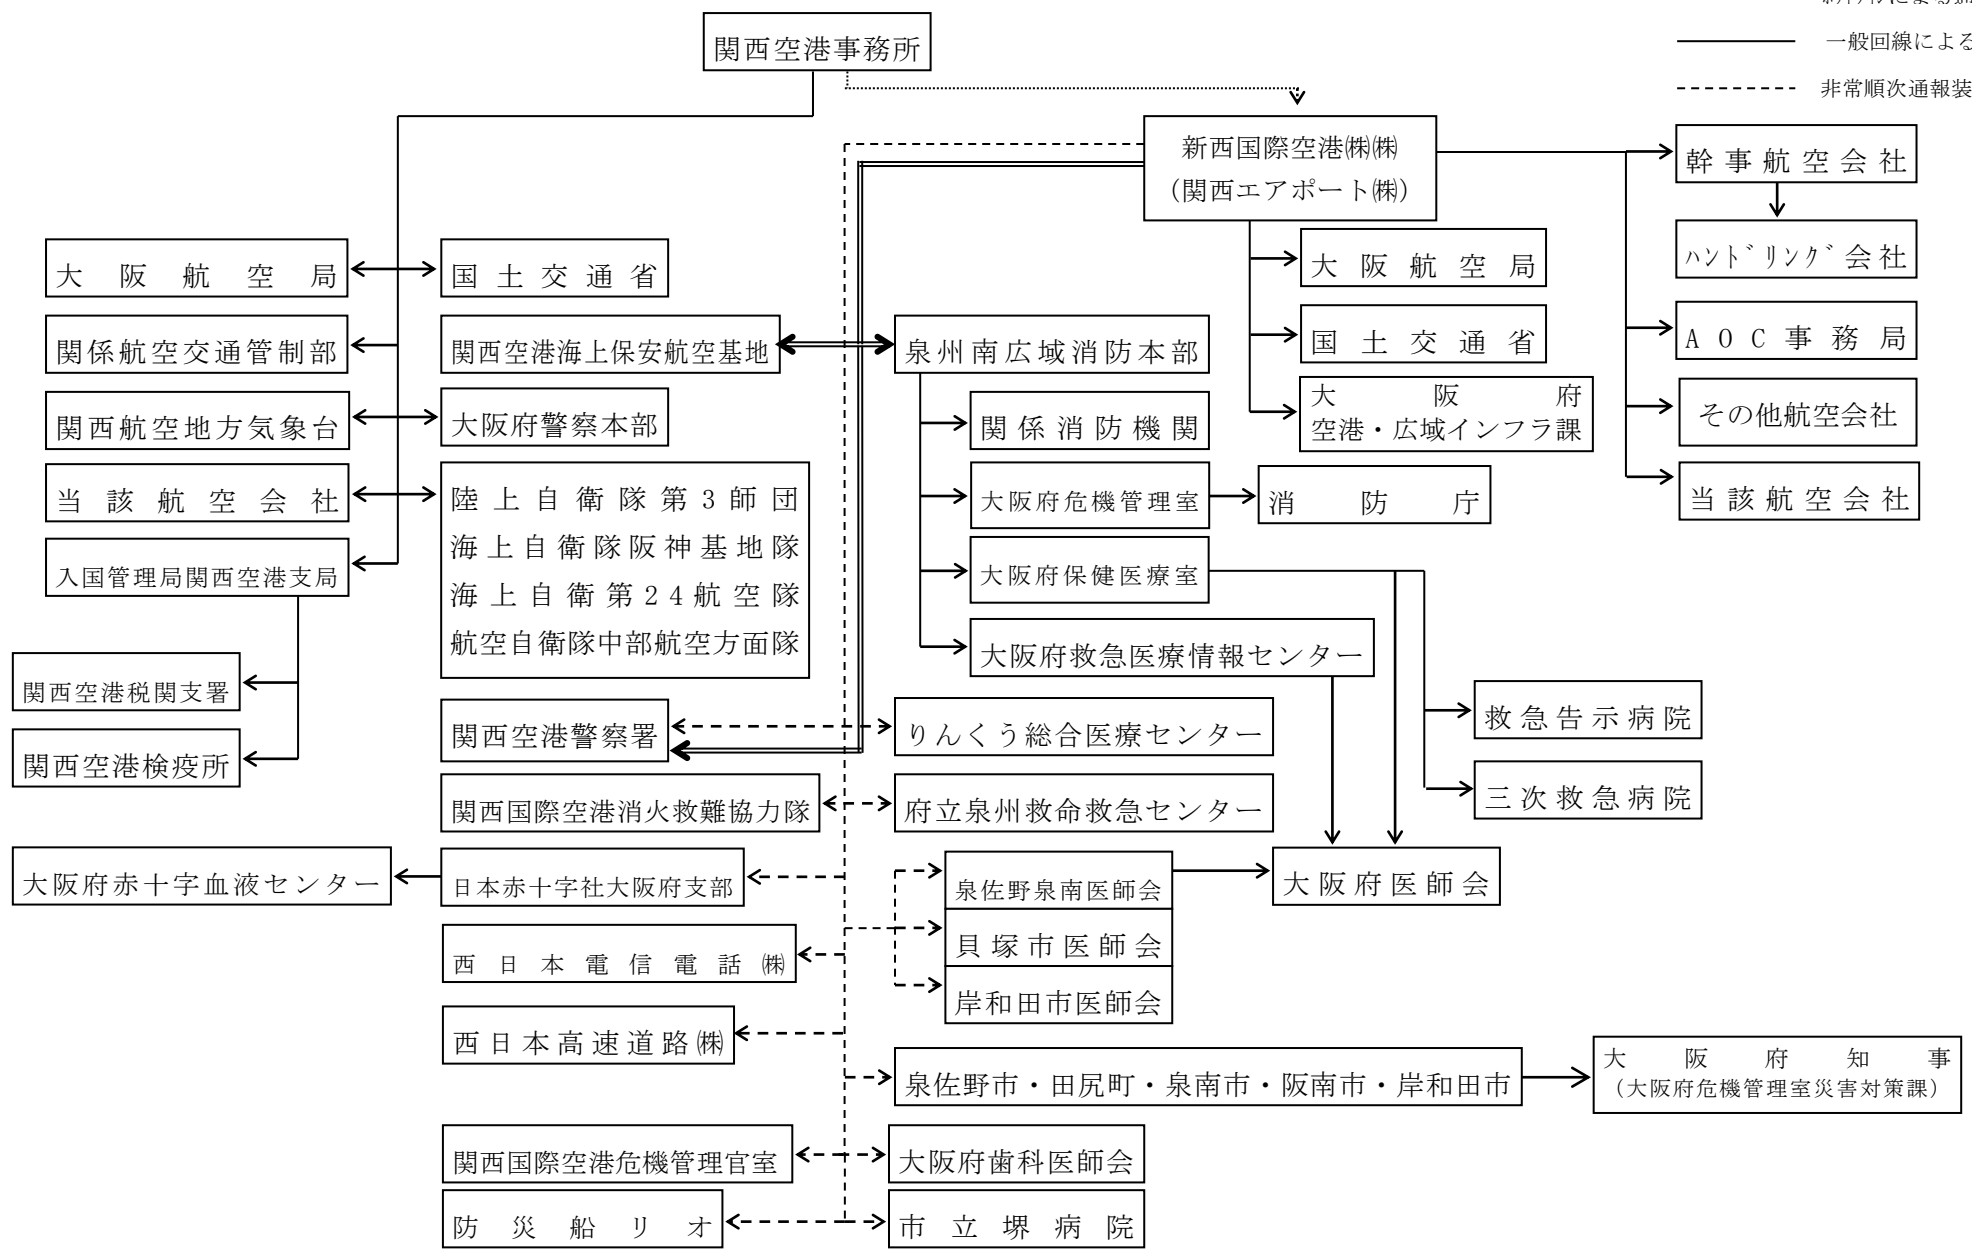 関西空港事務所
一般回線による
非常順次通報装
新西国際空港㈱㈱
（関西エアポート㈱）
幹事航空会社
ﾊﾝﾄﾞﾘﾝｸﾞ会社
AOC事務局
その他航空会社
当該航空会社
大阪航空局
国土交通省
大阪府
空港・広域インフラ課
大阪航空局
国土交通省
関係航空交通管制部
関西空港海上保安航空基地
泉州南広域消防本部
関西航空地方気象台
大阪府警察本部
関係消防機関
当該航空会社
陸上自衛隊第3師団
海上自衛隊阪神基地隊
海上自衛第24航空隊
航空自衛隊中部航空方面隊
大阪府危機管理室
消防庁
入国管理局関西空港支局
大阪府保健医療室
大阪府救急医療情報センター
関西空港税関支署
関西空港検疫所
関西空港警察署
りんくう総合医療センター
救急告示病院
三次救急病院
関西国際空港消火救難協力隊
府立泉州救命救急センター
大阪府赤十字血液センター
日本赤十字社大阪府支部
泉佐野泉南医師会
貝塚市医師会
岸和田市医師会
大阪府医師会
西日本電信電話㈱
西日本高速道路㈱
泉佐野市・田尻町・泉南市・阪南市・岸和田市
大阪府知事
（大阪府危機管理室災害対策課）
関西国際空港危機管理官室
大阪府歯科医師会
防災船リオ
市立堺病院